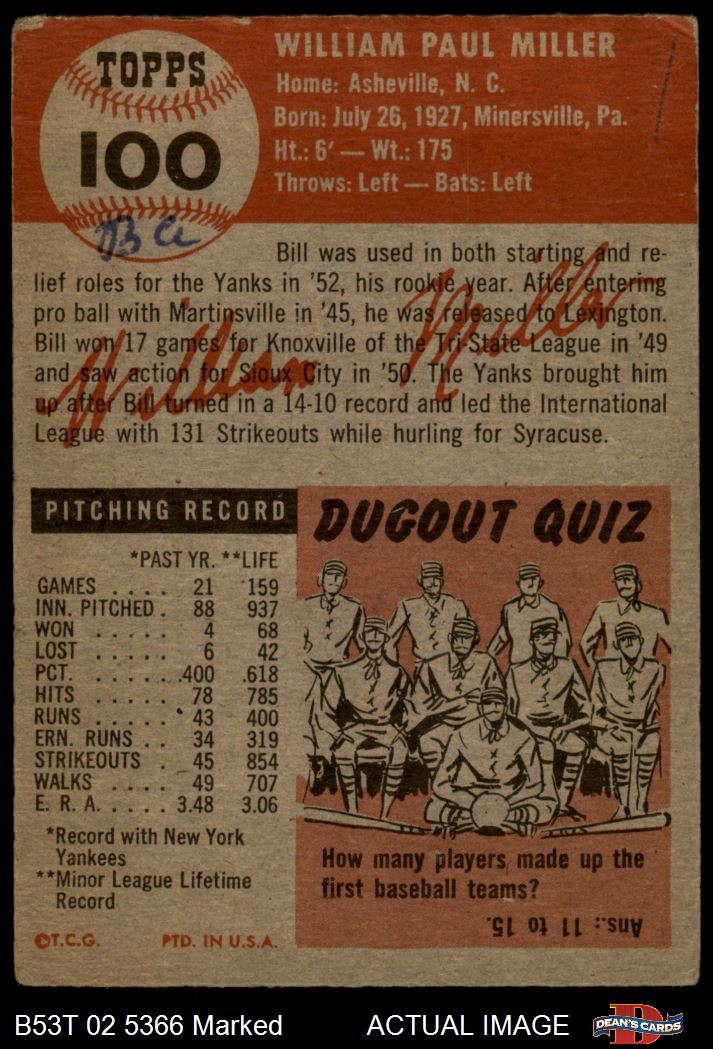 TOPPS
100
WILLIAM PAUL MILLER
Home: Asheville, N. C.
Born: July 26, 1927, Minersville, Pa.
Ht.: 6' — Wt.: 175
Throws: Left — Bats: Left
Bill was used in both starting and re-
lief roles for the Yanks in '52, his rookie year. After entering
pro ball with Martinsville in '45, he was released to Lexington.
Bill won 17 games for Knoxville of the Tri-State League in '49
and saw action for Sioux City in '50. The Yanks brought him
up after Bill turned in a 14-10 record and led the International
League with 131 Strikeouts while hurling for Syracuse.
William Miller
PITCHING RECORD
*PAST YR. **LIFE
GAMES . . . . 21 159
INN. PITCHED . 88 937
WON . . . . . 4 68
LOST . . . . . 6 42
PCT. . . . . . .400 .618
HITS . . . . . 78 785
RUNS . . . . . 43 400
ERN. RUNS . . 34 319
STRIKEOUTS . 45 854
WALKS . . . . 49 707
E. R. A. . . . . 3.48 3.06
*Record with New York
Yankees
**Minor League Lifetime
Record
©T.C.G. PTD. IN U.S.A.
DUGOUT QUIZ
How many players made up the
first baseball teams?
Ans.: 11 to 15.
B53T 02 5366 Marked ACTUAL IMAGE
D
DEAN'S CARDS